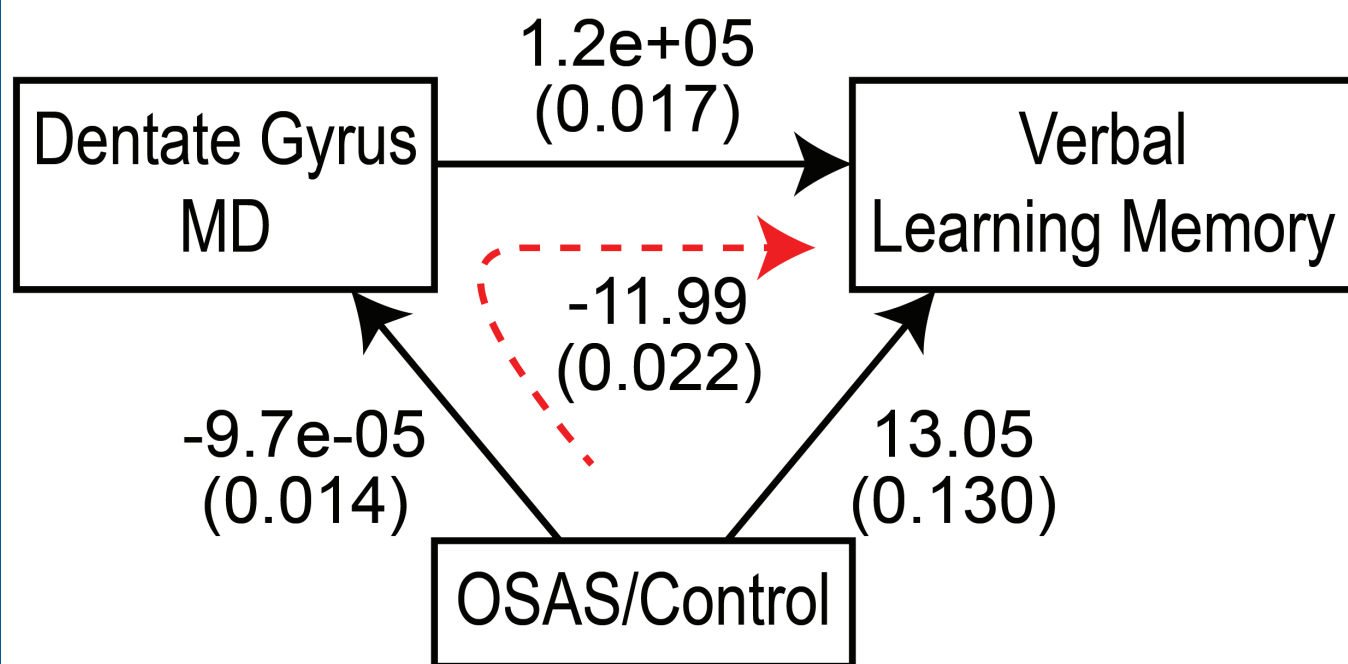 1.2e+05
(0.017)
Dentate Gyrus
MD
Verbal
Learning Memory
-11.99
(0.022)
-9.7e-05
(0.014)
13.05
(0.130)
OSAS/Control